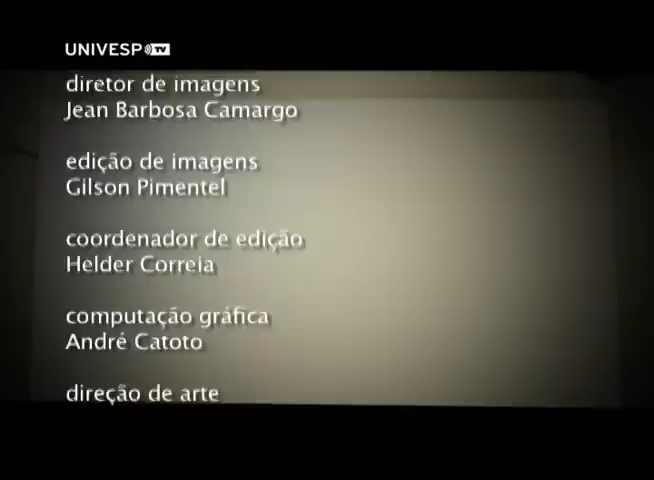 UNIVESP TV
diretor de imagens
Jean Barbosa Camargo
edição de imagens
Gilson Pimentel
coordenador de edição
Helder Correia
computação gráfica
André Catoto
direção de arte